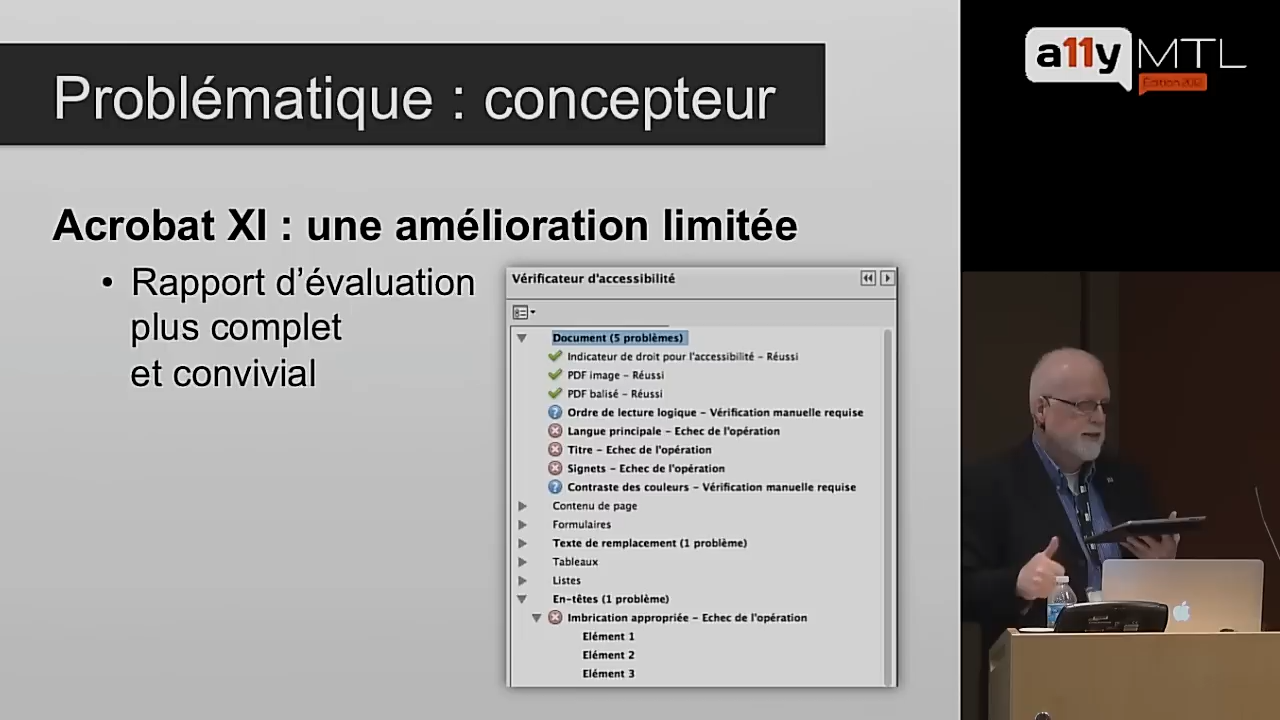 Problématique : concepteur
Acrobat XI : une amélioration limitée
• Rapport d’évaluation
plus complet
et convivial
Vérificateur d'accessibilité
Document (5 problèmes)
Indicateur de droit pour l'accessibilité – Réussi
PDF image – Réussi
PDF balisé – Réussi
Ordre de lecture logique – Vérification manuelle requise
Langue principale – Echec de l'opération
Titre – Echec de l'opération
Signets – Echec de l'opération
Contraste des couleurs – Vérification manuelle requise
Contenu de page
Formulaires
Texte de remplacement (1 problème)
Tableaux
Listes
En-têtes (1 problème)
Imbrication appropriée – Echec de l'opération
Elément 1
Elément 2
Elément 3
a11y MTL
Édition 2012